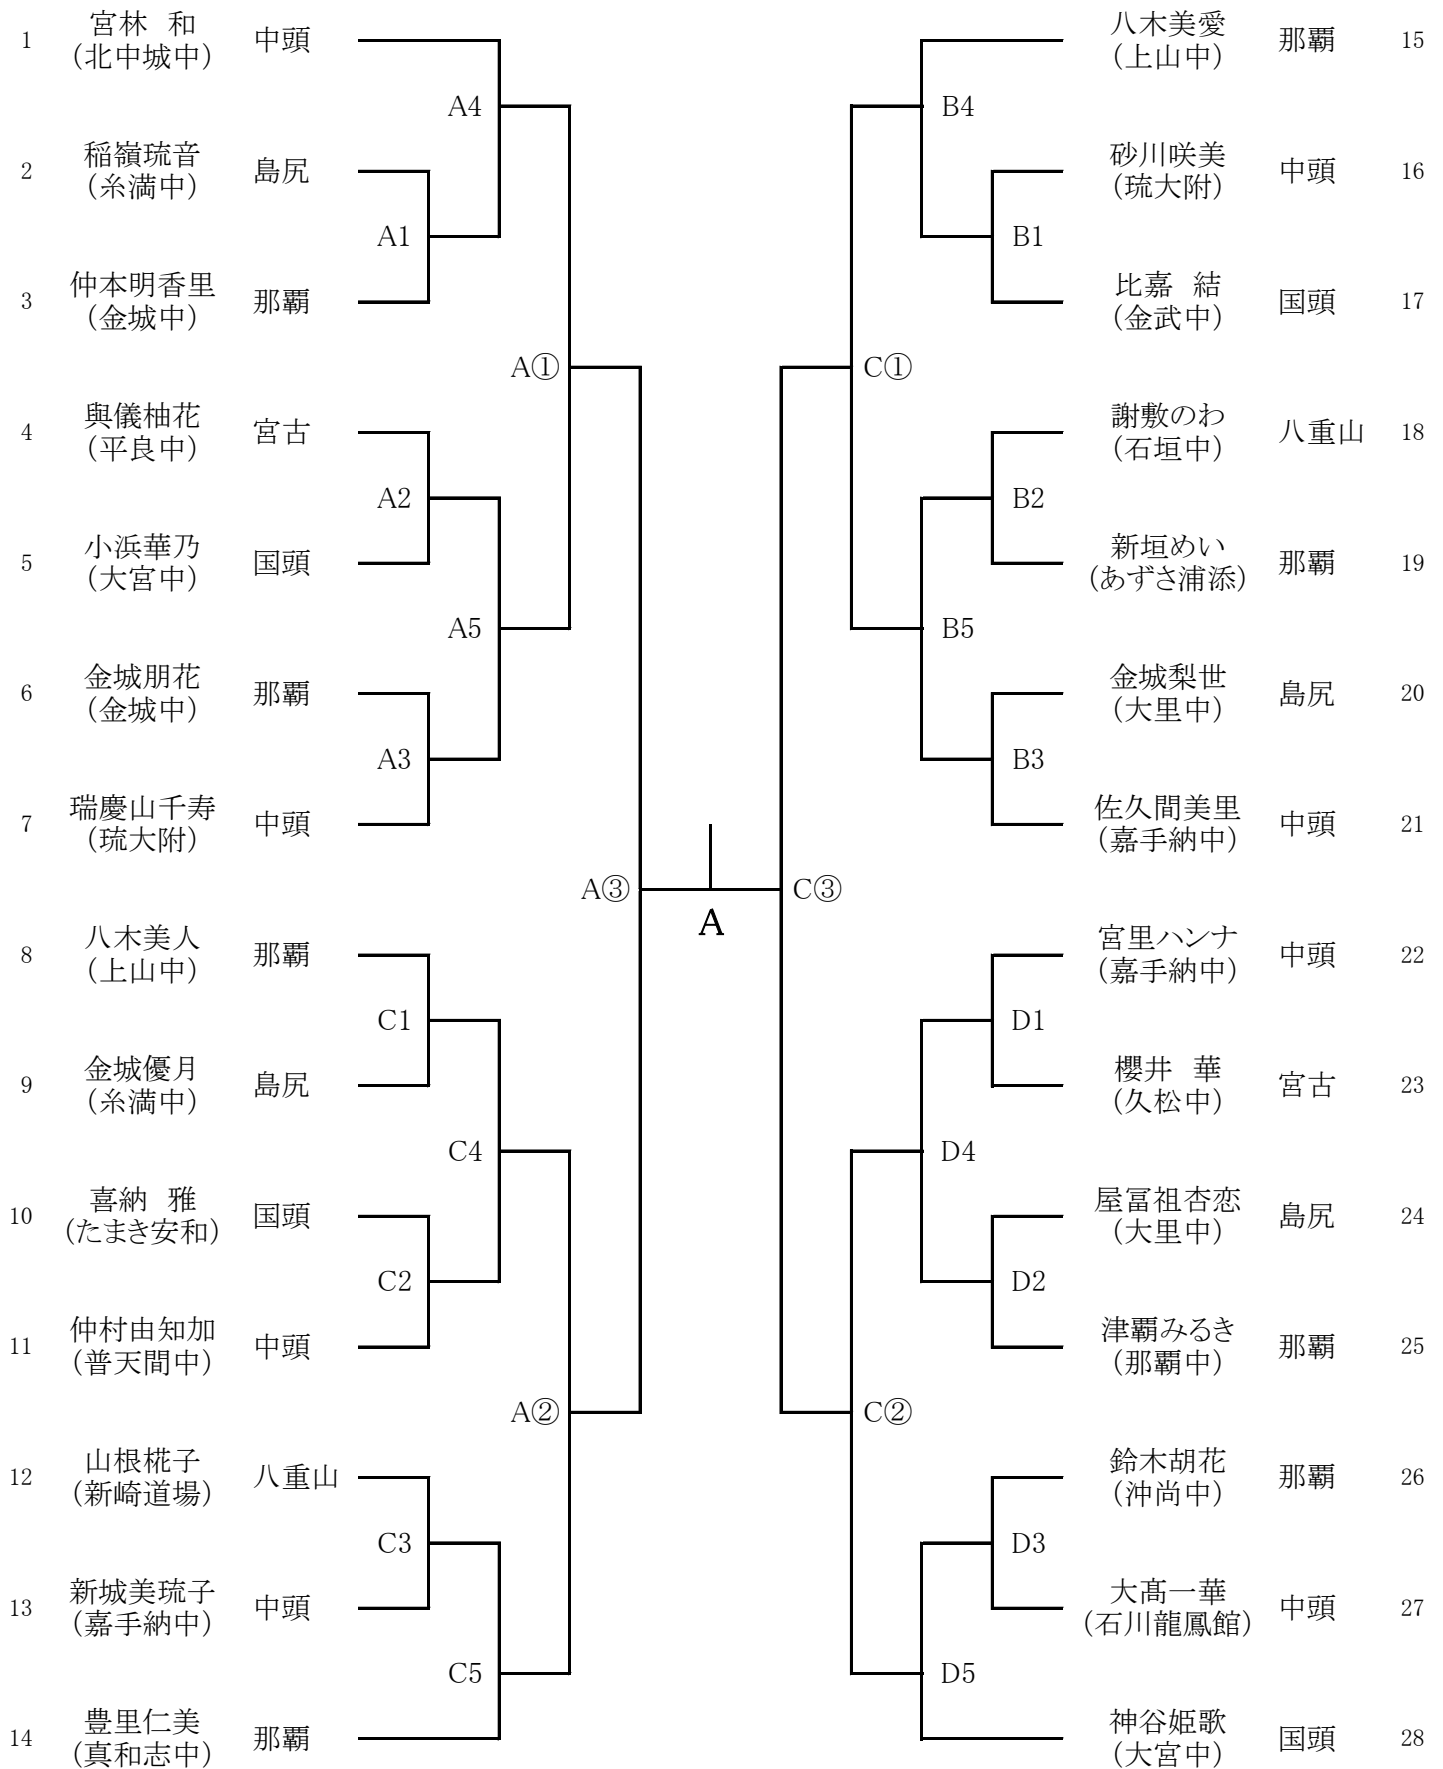 1 宮林 和 中頭
(北中城中)
A4
2 稲嶺琉音 島尻
(糸満中)
A1
3 仲本明香里 那覇
(金城中)
A①
4 與儀柚花 宮古
(平良中)
A2
5 小浜華乃 国頭
(大宮中)
A5
6 金城朋花 那覇
(金城中)
A3
7 瑞慶山千寿 中頭
(琉大附)
A③
8 八木美人 那覇
(上山中)
C1
9 金城優月 島尻
(糸満中)
C4
10 喜納 雅 国頭
(たまき安和)
C2
11 仲村由知加 中頭
(普天間中)
A②
12 山根椛子 八重山
(新崎道場)
C3
13 新城美琉子 中頭
(嘉手納中)
C5
14 豊里仁美 那覇
(真和志中)
A
八木美愛 那覇 15
(上山中)
B4
砂川咲美 中頭 16
(琉大附)
B1
比嘉 結 国頭 17
(金武中)
C①
謝敷のわ 八重山 18
(石垣中)
B2
新垣めい 那覇 19
(あずさ浦添)
B5
金城梨世 島尻 20
(大里中)
B3
佐久間美里 中頭 21
(嘉手納中)
C③
宮里ハンナ 中頭 22
(嘉手納中)
D1
櫻井 華 宮古 23
(久松中)
D4
屋冨祖杏恋 島尻 24
(大里中)
D2
津覇みるき 那覇 25
(那覇中)
C②
鈴木胡花 那覇 26
(沖尚中)
D3
大髙一華 中頭 27
(石川龍鳳館)
D5
神谷姫歌 国頭 28
(大宮中)